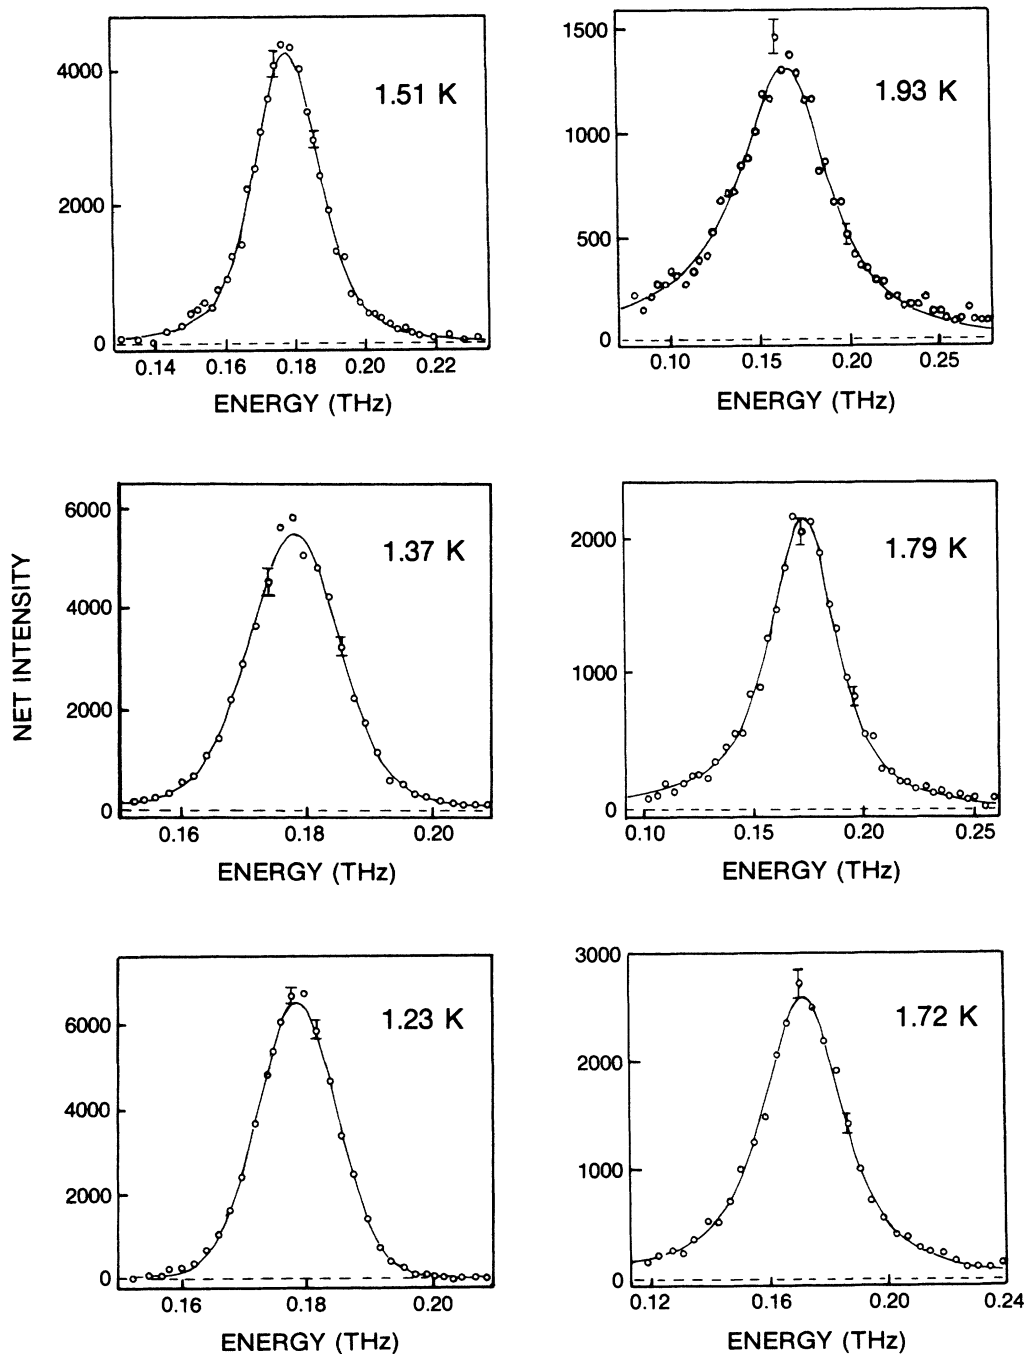 1.51 K
4000
2000
0
0.14 0.16 0.18 0.20 0.22
ENERGY (THz)
1.93 K
1500
1000
500
0
0.10 0.15 0.20 0.25
ENERGY (THz)
NET INTENSITY
1.37 K
6000
4000
2000
0
0.16 0.18 0.20
ENERGY (THz)
1.79 K
2000
1000
0
0.10 0.15 0.20 0.25
ENERGY (THz)
1.23 K
6000
4000
2000
0
0.16 0.18 0.20
ENERGY (THz)
1.72 K
3000
2000
1000
0
0.12 0.16 0.20 0.24
ENERGY (THz)